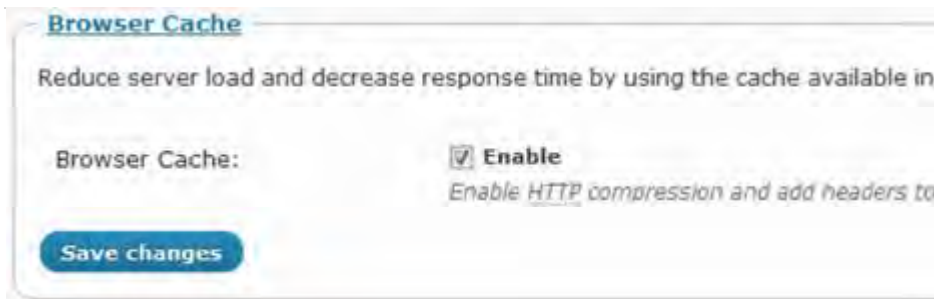 Browser Cache
Reduce server load and decrease response time by using the cache available in
Browser Cache:
Enable
Enable HTTP compression and add headers to
Save changes